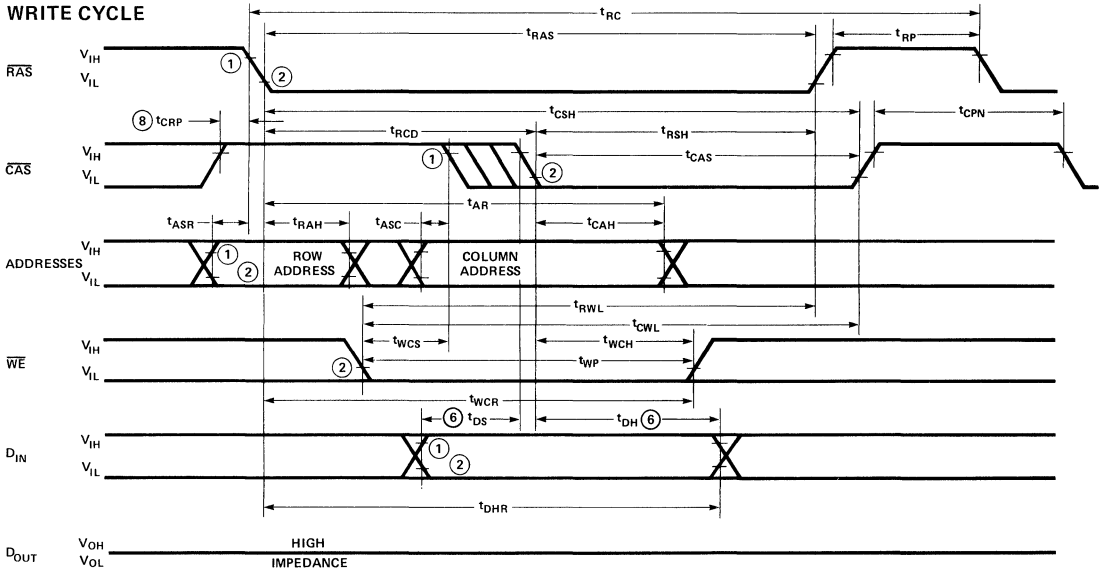 WRITE CYCLE
tRC
tRAS
tRP
RAS
VIH
VIL
1
2
8 tCRP
tCSH
tCPN
tRCD
tRSH
CAS
VIH
VIL
1
2
tCAS
tAR
tASR
tRAH
tASC
tCAH
ADDRESSES
VIH
VIL
1
2
ROW
ADDRESS
COLUMN
ADDRESS
tRWL
tCWL
tWCS
tWCH
WE
VIH
VIL
2
tWP
tWCR
6 tDS
tDH 6
DIN
VIH
VIL
1
2
tDHR
DOUT
VOH
VOL
HIGH
IMPEDANCE